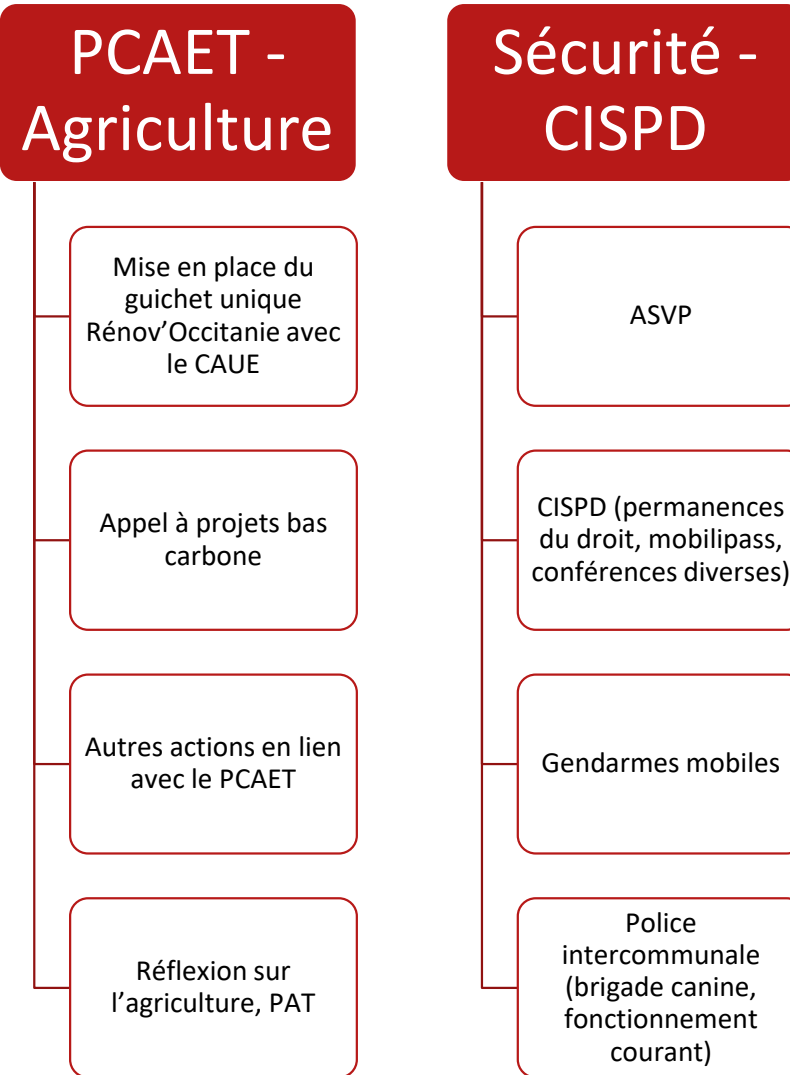 PCAET -
Agriculture
Mise en place du
guichet unique
Rénov’Occitanie avec
le CAUE
Appel à projets bas
carbone
Autres actions en lien
avec le PCAET
Réflexion sur
l’agriculture, PAT
Sécurité -
CISPD
ASVP
CISPD (permanences
du droit, mobilipass,
conférences diverses)
Gendarmes mobiles
Police
intercommunale
(brigade canine,
fonctionnement
courant)